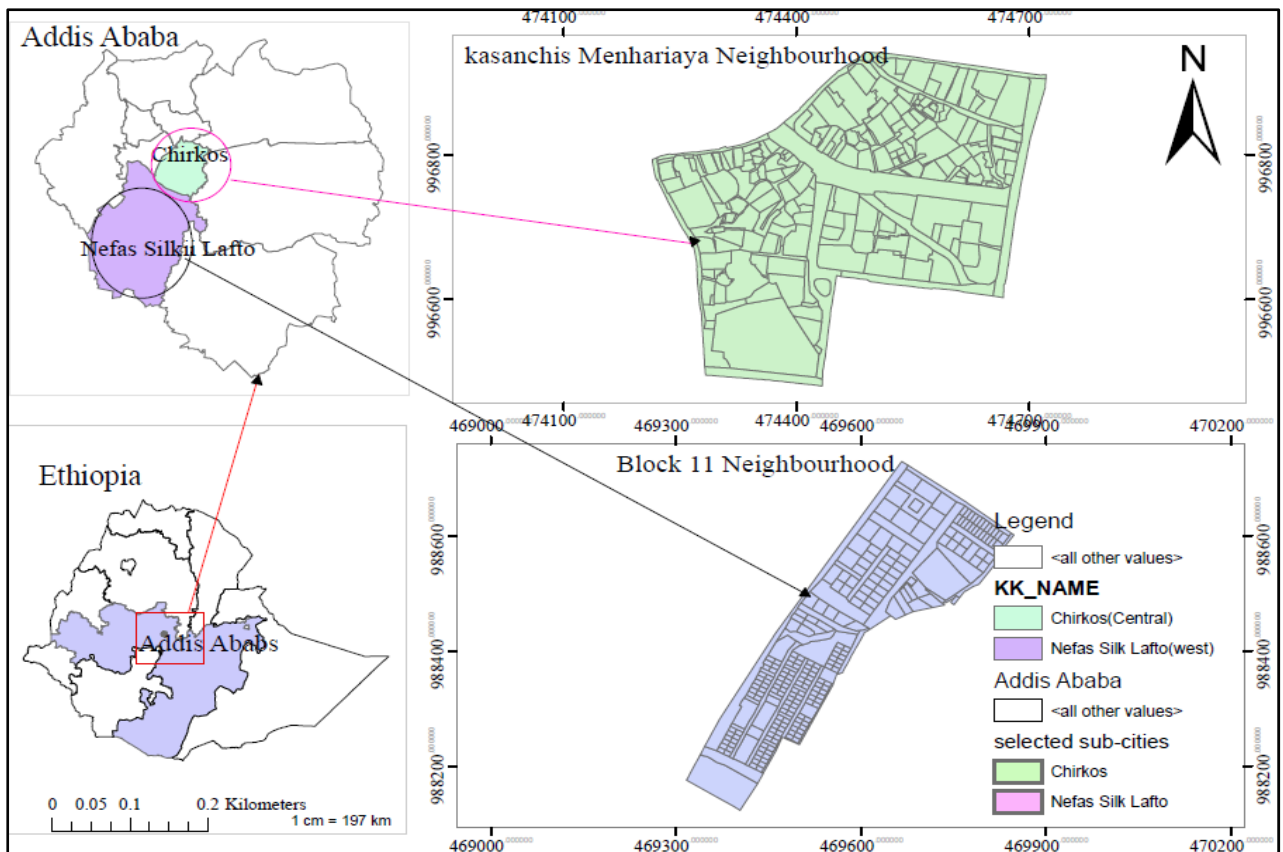 Addis Ababa
Chirkos
Nefas Silkii Lafto
474100 474400 474700
kasanchis Menhariaya Neighbourhood
N
996800
996600
996800
996600
474100 474400 474700
Ethiopia
Addis Ababs
0 0.05 0.1 0.2 Kilometers
1 cm = 197 km
469000 469300 469600 469900 470200
Block 11 Neighbourhood
988600
988400
988200
988600
988400
988200
Legend
<all other values>
KK_NAME
Chirkos(Central)
Nefas Silk Lafto(west)
Addis Ababa
<all other values>
selected sub-cities
Chirkos
Nefas Silk Lafto
469000 469300 469600 469900 470200